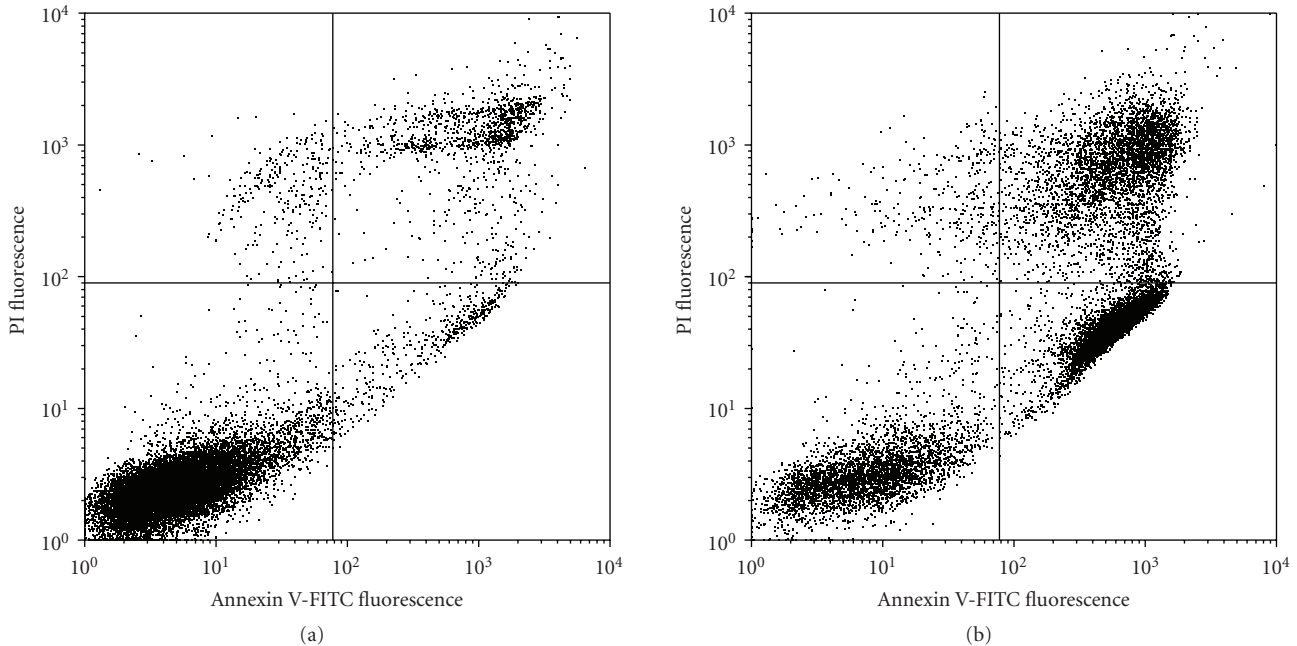 10⁴
10³
10²
10¹
10⁰
PI fluorescence
10⁰ 10¹ 10² 10³ 10⁴
Annexin V-FITC fluorescence
(a)
10⁴
10³
10²
10¹
10⁰
PI fluorescence
10⁰ 10¹ 10² 10³ 10⁴
Annexin V-FITC fluorescence
(b)